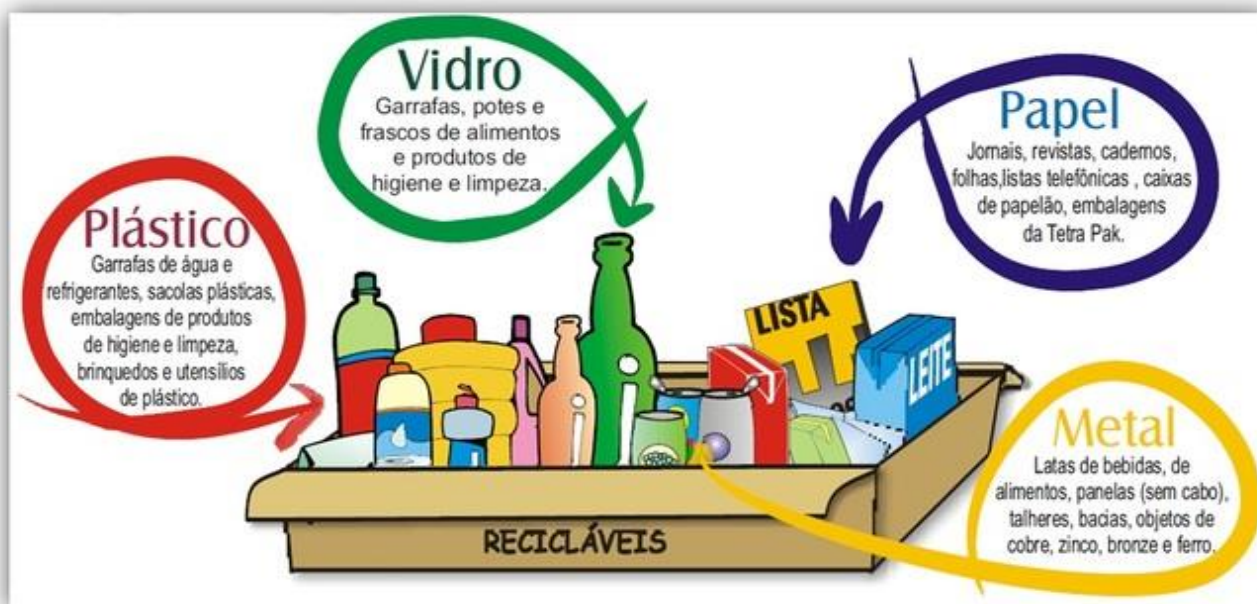 Vidro
Garrafas, potes e
frascos de alimentos
e produtos de
higiene e limpeza.
Papel
Jornais, revistas, cadernos,
folhas,listas telefônicas , caixas
de papelão, embalagens
da Tetra Pak.
Plástico
Garrafas de água e
refrigerantes, sacolas plásticas,
embalagens de produtos
de higiene e limpeza,
brinquedos e utensílios
de plástico.
LISTA
LEITE
Metal
Latas de bebidas, de
alimentos, panelas (sem cabo),
talheres, bacias, objetos de
cobre, zinco, bronze e ferro.
RECICLÁVEIS